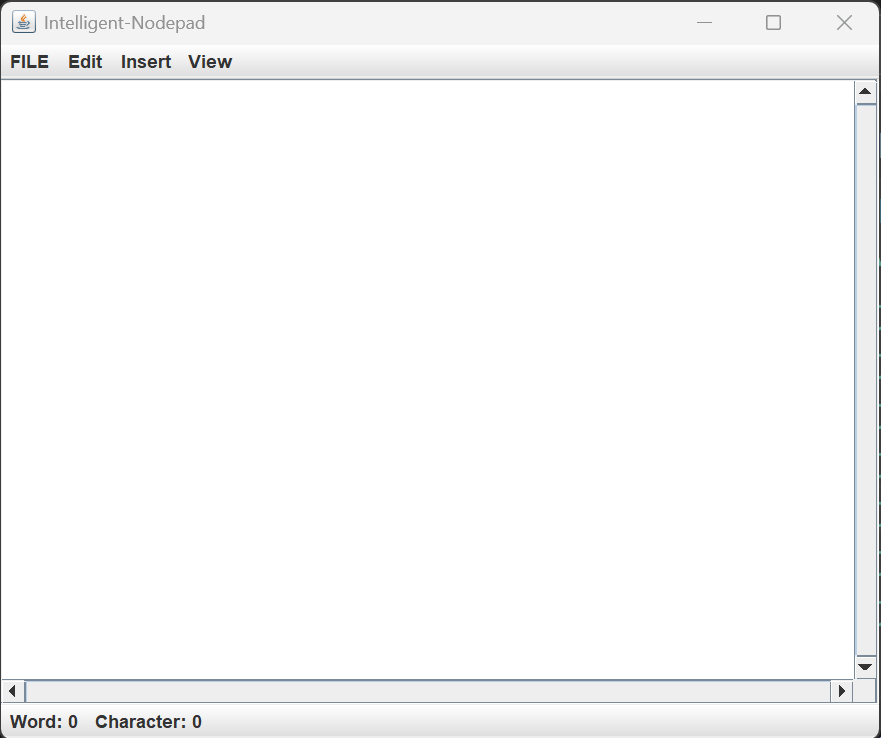 Intelligent-Nodepad
FILE Edit Insert View
Word: 0 Character: 0